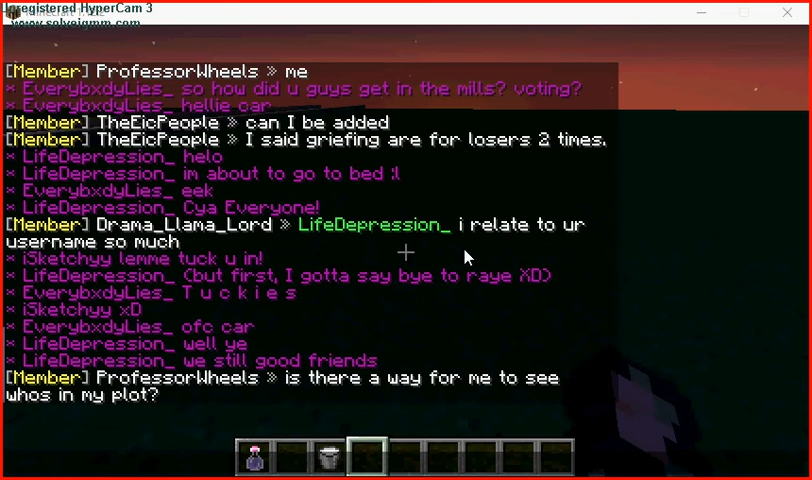 Unregistered HyperCam 3
www.solveigmm.com
[Member] ProfessorWheels » me
* EverybxdyLies_ so how did u guys get in the mills? voting?
* EverybxdyLies_ hellie car
[Member] TheEicPeople » can I be added
[Member] TheEicPeople » I said griefing are for losers 2 times.
* LifeDepression_ helo
* LifeDepression_ im about to go to bed :l
* EverybxdyLies_ eek
* LifeDepression_ Cya Everyone!
[Member] Drama_Llama_Lord » LifeDepression_ i relate to ur
username so much
* iSketchyy lemme tuck u in!
* LifeDepression_ (but first, I gotta say bye to raye XD)
* EverybxdyLies_ T u c k i e s
* iSketchyy xD
* EverybxdyLies_ ofc car
* LifeDepression_ well ye
* LifeDepression_ we still good friends
[Member] ProfessorWheels » is there a way for me to see
whos in my plot?